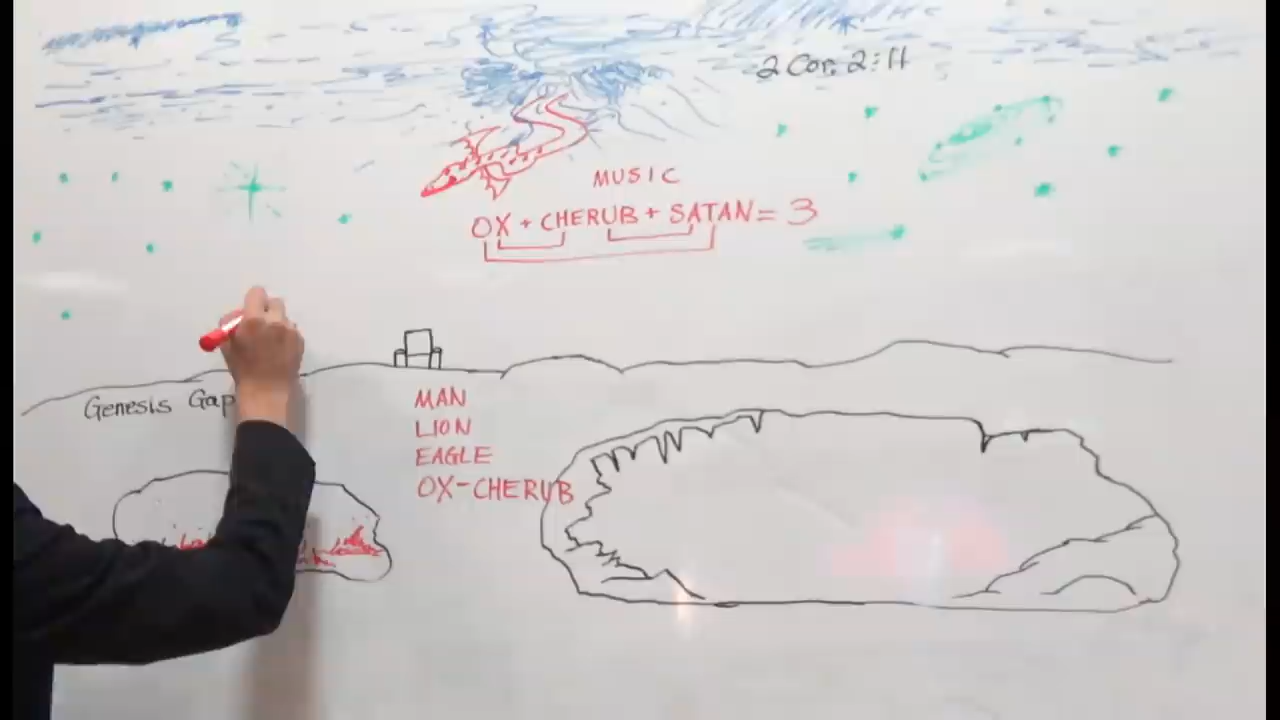 2 Cor. 2:11
MUSIC
OX + CHERUB + SATAN = 3
Genesis Gap
MAN
LION
EAGLE
OX-CHERUB